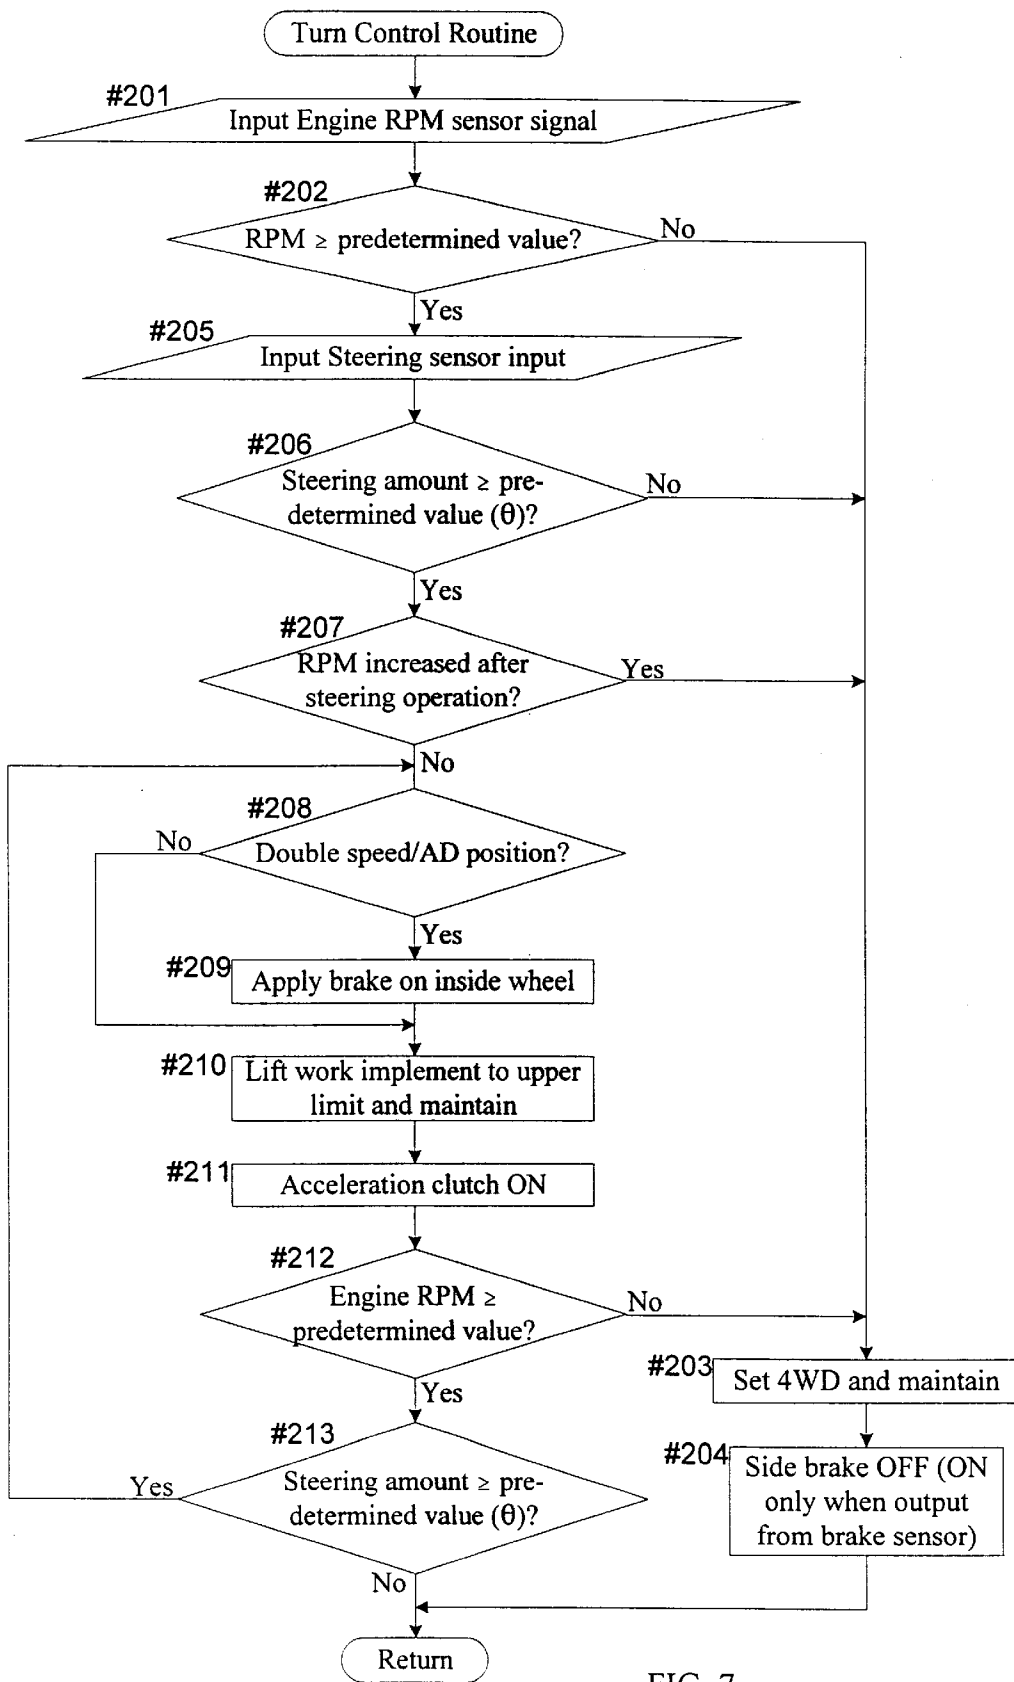 Turn Control Routine
#201
Input Engine RPM sensor signal
#202
RPM ≥ predetermined value?
No
Yes
#205
Input Steering sensor input
#206
Steering amount ≥ pre-
determined value (θ)?
No
Yes
#207
RPM increased after
steering operation?
Yes
No
#208
No
Double speed/AD position?
Yes
#209
Apply brake on inside wheel
#210
Lift work implement to upper
limit and maintain
#211
Acceleration clutch ON
#212
Engine RPM ≥
predetermined value?
No
Yes
#203
Set 4WD and maintain
#213
Steering amount ≥ pre-
determined value (θ)?
Yes
No
#204
Side brake OFF (ON
only when output
from brake sensor)
Return
FIG. 7